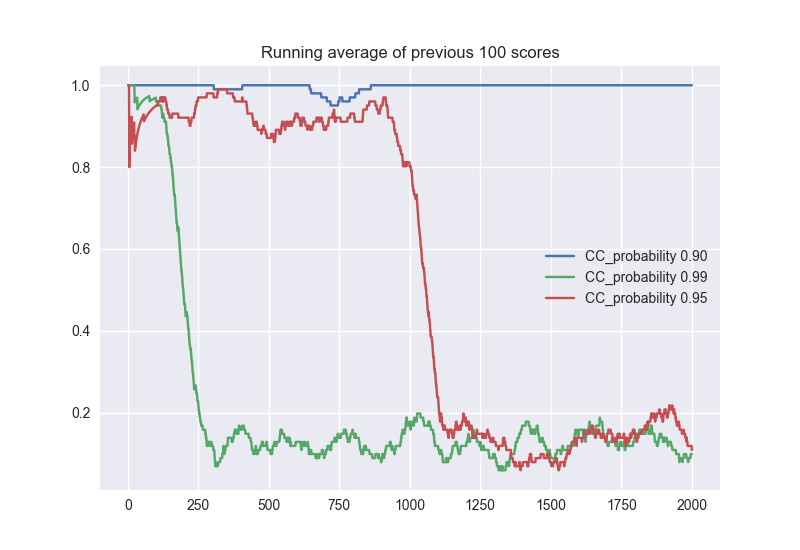 Running average of previous 100 scores
1.0
0.8
0.6
0.4
0.2
CC_probability 0.90
CC_probability 0.99
CC_probability 0.95
0 250 500 750 1000 1250 1500 1750 2000